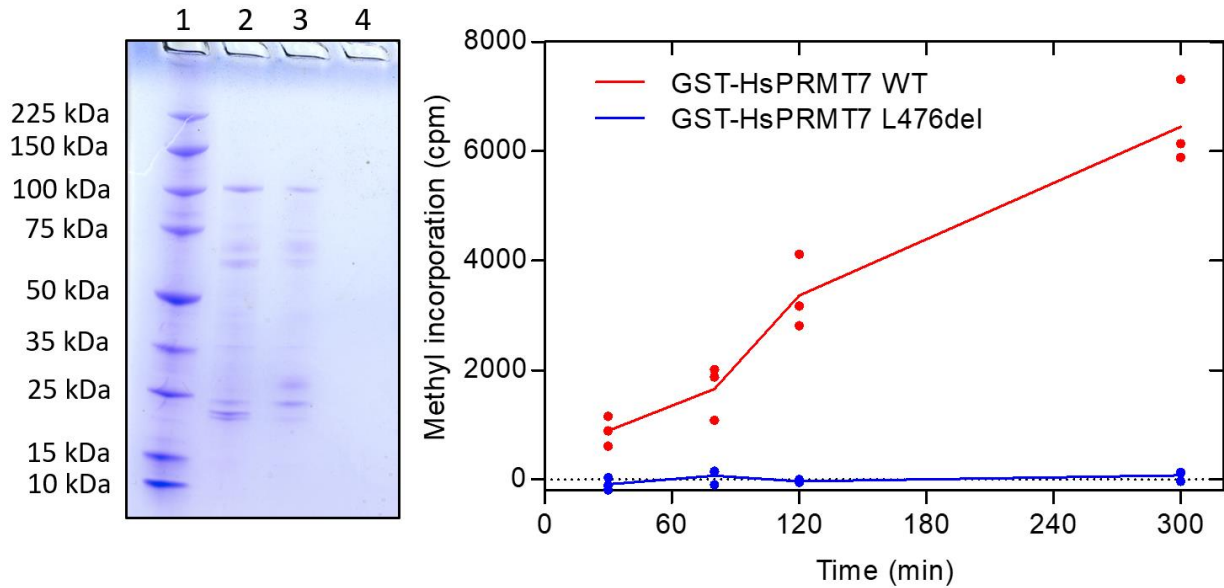 1 2 3 4
225 kDa
150 kDa
100 kDa
75 kDa
50 kDa
35 kDa
25 kDa
15 kDa
10 kDa
Methyl incorporation (cpm)
8000
6000
4000
2000
0
GST-HsPRMT7 WT
GST-HsPRMT7 L476del
0 60 120 180 240 300
Time (min)